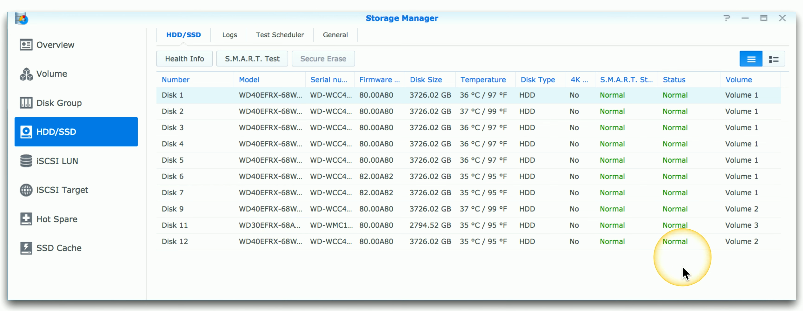 Storage Manager
HDD/SSD Logs Test Scheduler General
Overview
Volume
Disk Group
HDD/SSD
iSCSI LUN
iSCSI Target
Hot Spare
SSD Cache
Health Info S.M.A.R.T. Test Secure Erase
Number Model Serial nu... Firmware ... Disk Size Temperature Disk Type 4K ... S.M.A.R.T. St... Status Volume
Disk 1 WD40EFRX-68W... WD-WCC4... 80.00A80 3726.02 GB 36 °C / 97 °F HDD No Normal Normal Volume 1
Disk 2 WD40EFRX-68W... WD-WCC4... 80.00A80 3726.02 GB 37 °C / 99 °F HDD No Normal Normal Volume 1
Disk 3 WD40EFRX-68W... WD-WCC4... 80.00A80 3726.02 GB 36 °C / 97 °F HDD No Normal Normal Volume 1
Disk 4 WD40EFRX-68W... WD-WCC4... 80.00A80 3726.02 GB 36 °C / 97 °F HDD No Normal Normal Volume 1
Disk 5 WD40EFRX-68W... WD-WCC4... 80.00A80 3726.02 GB 36 °C / 97 °F HDD No Normal Normal Volume 1
Disk 6 WD40EFRX-68W... WD-WCC4... 82.00A82 3726.02 GB 35 °C / 95 °F HDD No Normal Normal Volume 1
Disk 7 WD40EFRX-68W... WD-WCC4... 82.00A82 3726.02 GB 35 °C / 95 °F HDD No Normal Normal Volume 1
Disk 9 WD40EFRX-68W... WD-WCC4... 80.00A80 3726.02 GB 37 °C / 99 °F HDD No Normal Normal Volume 2
Disk 11 WD30EFRX-68A... WD-WMC1... 80.00A80 2794.52 GB 35 °C / 95 °F HDD No Normal Normal Volume 3
Disk 12 WD40EFRX-68W... WD-WCC4... 80.00A80 3726.02 GB 35 °C / 95 °F HDD No Normal Normal Volume 2